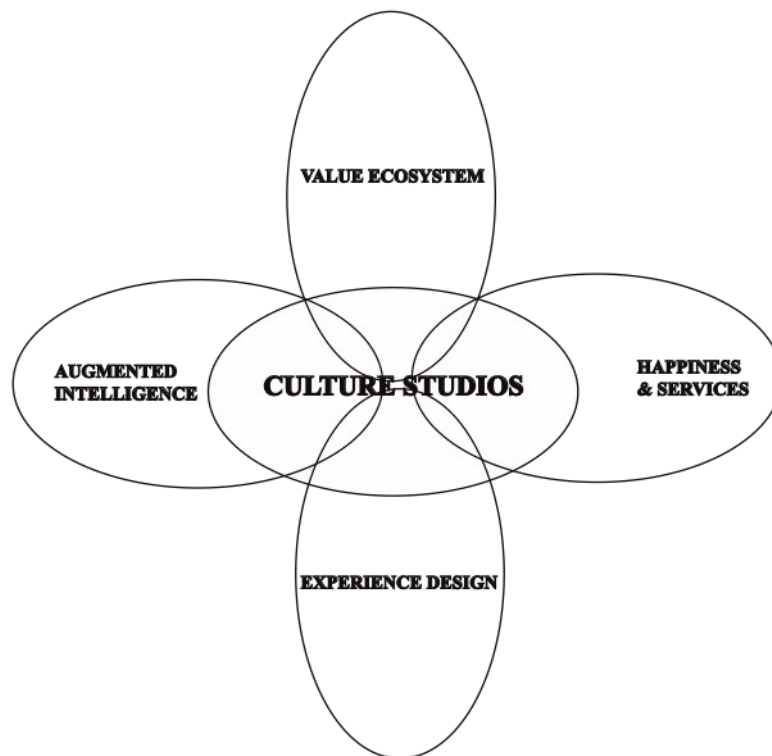 VALUE ECOSYSTEM
AUGMENTED
INTELLIGENCE
CULTURE STUDIOS
HAPPINESS
& SERVICES
EXPERIENCE DESIGN